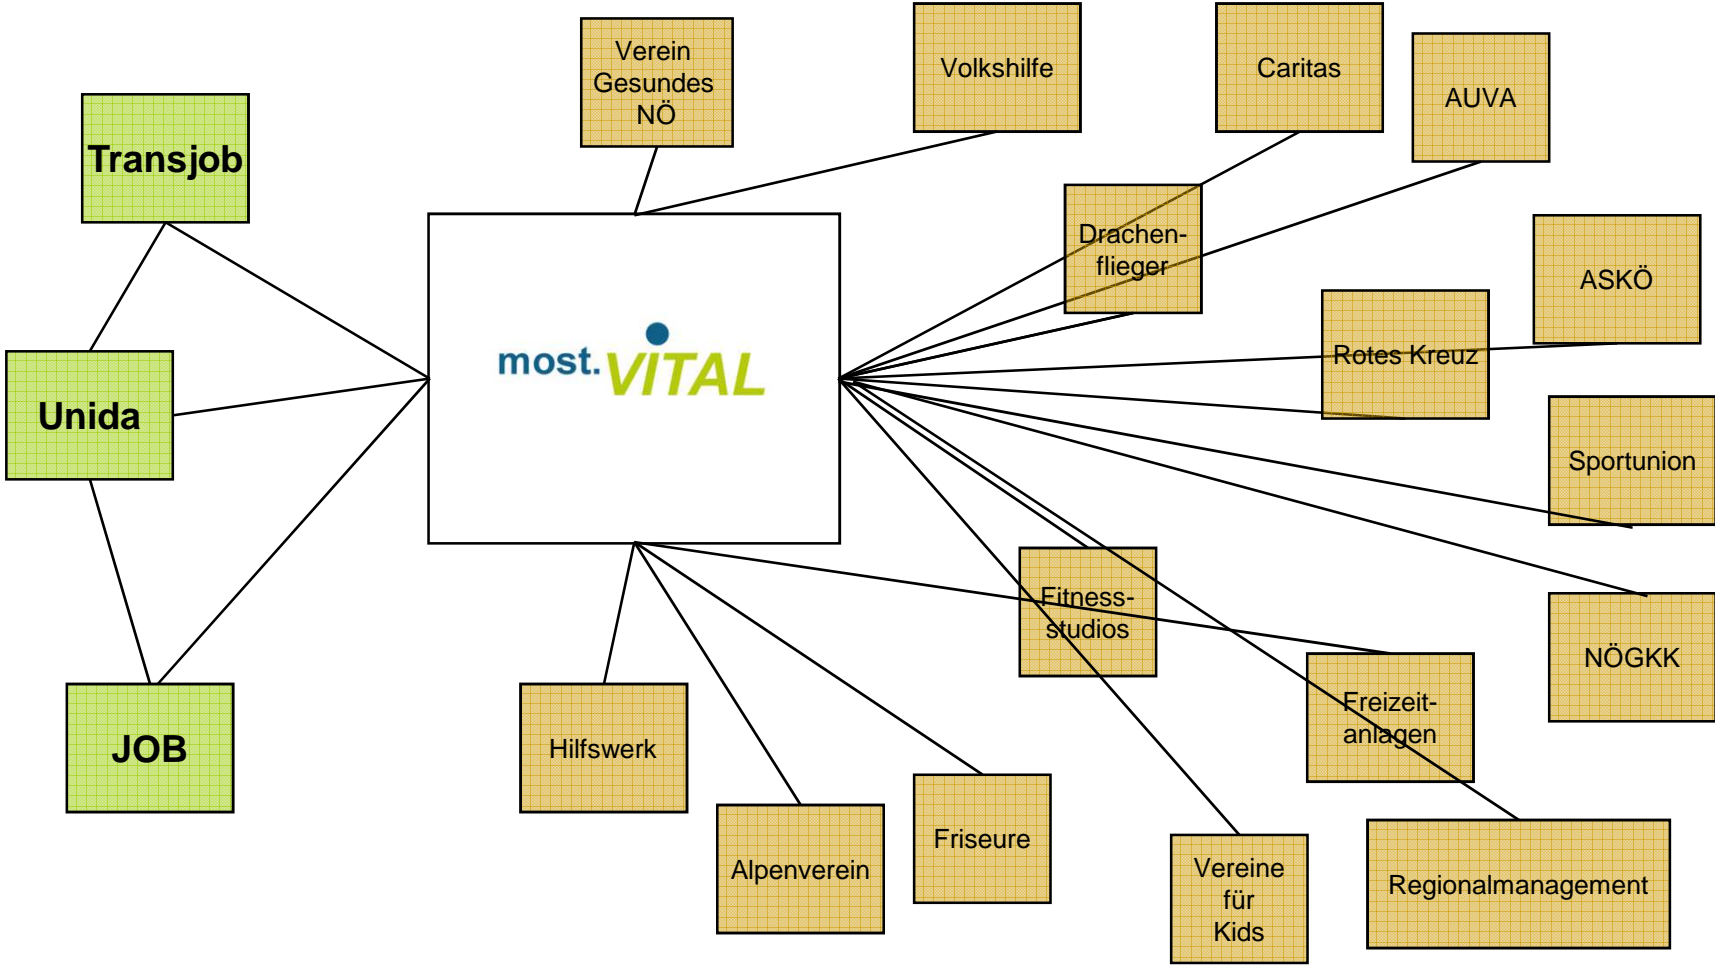 Verein
Gesundes
NÖ
Volkshilfe
Caritas
AUVA
Transjob
Drachen-
flieger
ASKÖ
Rotes Kreuz
most.VITAL
Unida
Sportunion
Fitness-
studios
NÖGKK
Freizeit-
anlagen
JOB
Hilfswerk
Friseure
Alpenverein
Vereine
für
Kids
Regionalmanagement